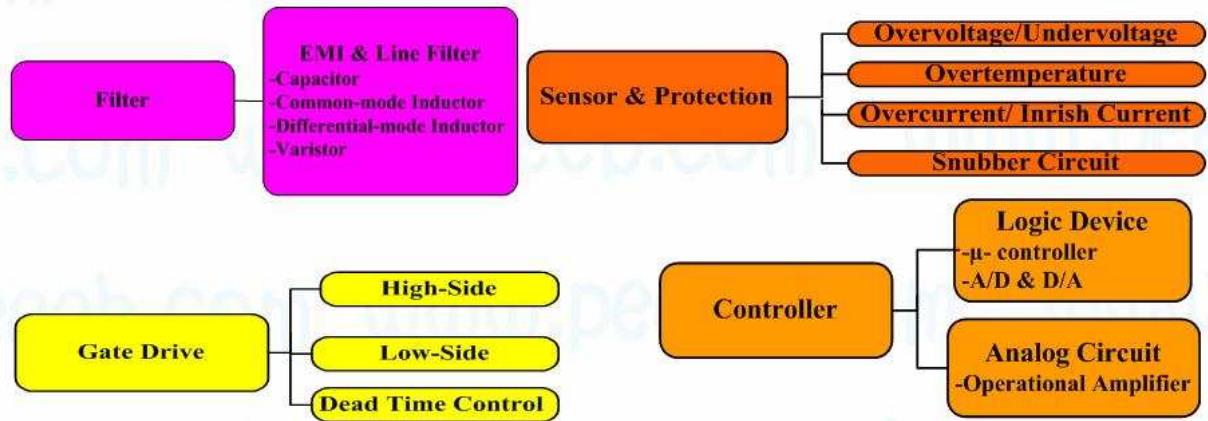 Filter
EMI & Line Filter
-Capacitor
-Common-mode Inductor
-Differential-mode Inductor
-Varistor
Sensor & Protection
Overvoltage/Undervoltage
Overtemperature
Overcurrent/ Inrish Current
Snubber Circuit
Gate Drive
High-Side
Low-Side
Dead Time Control
Controller
Logic Device
-μ- controller
-A/D & D/A
Analog Circuit
-Operational Amplifier